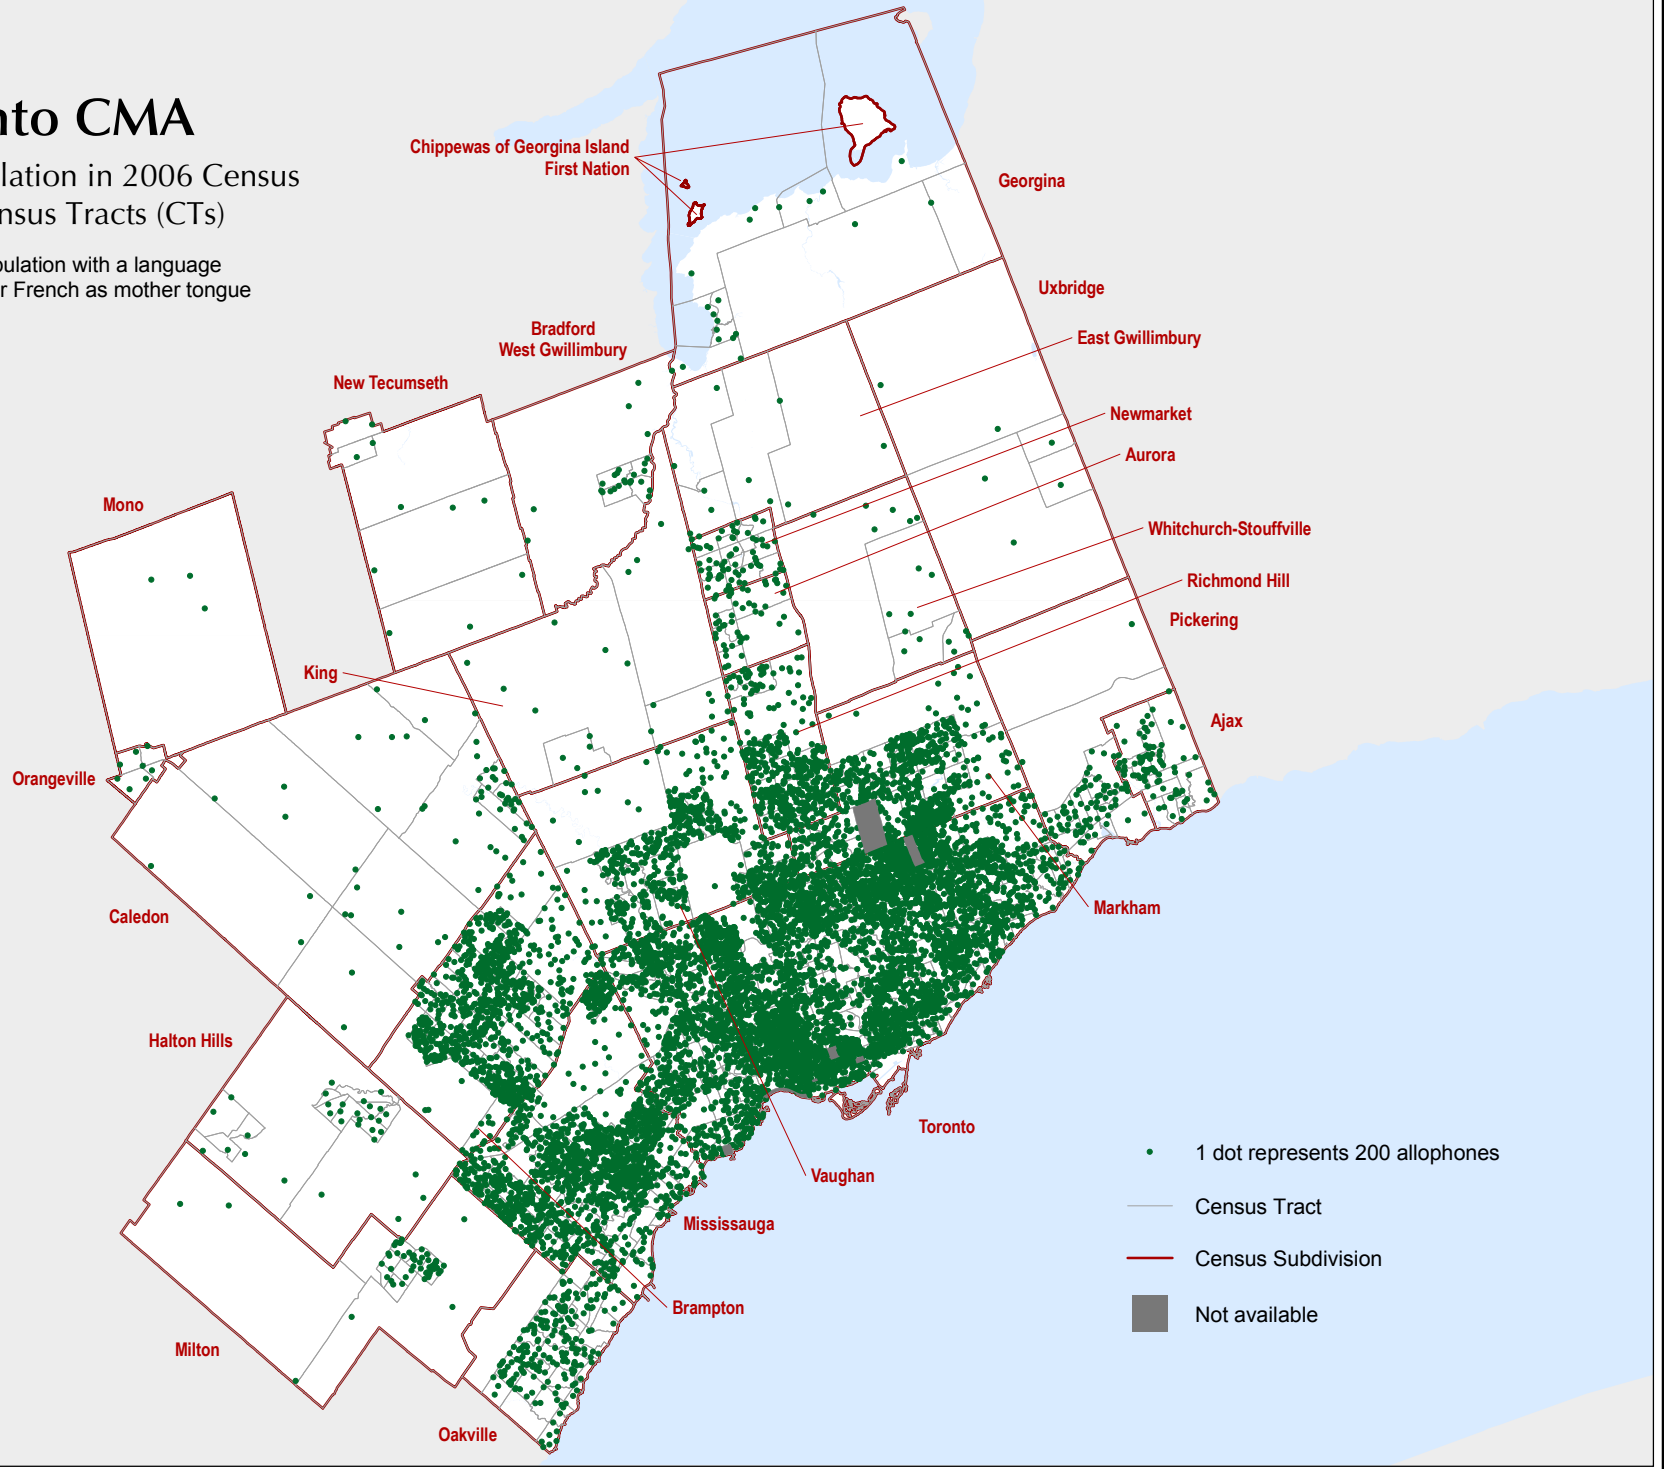 nto CMA
lation in 2006 Census
nsus Tracts (CTs)
pulation with a language
r French as mother tongue
Chippewas of Georgina Island
First Nation
Georgina
Uxbridge
Bradford
West Gwillimbury
East Gwillimbury
New Tecumseth
Newmarket
Aurora
Mono
Whitchurch-Stouffville
Richmond Hill
Pickering
King
Ajax
Orangeville
Caledon
Markham
Halton Hills
Toronto
Vaughan
Mississauga
Brampton
Milton
Oakville
1 dot represents 200 allophones
Census Tract
Census Subdivision
Not available